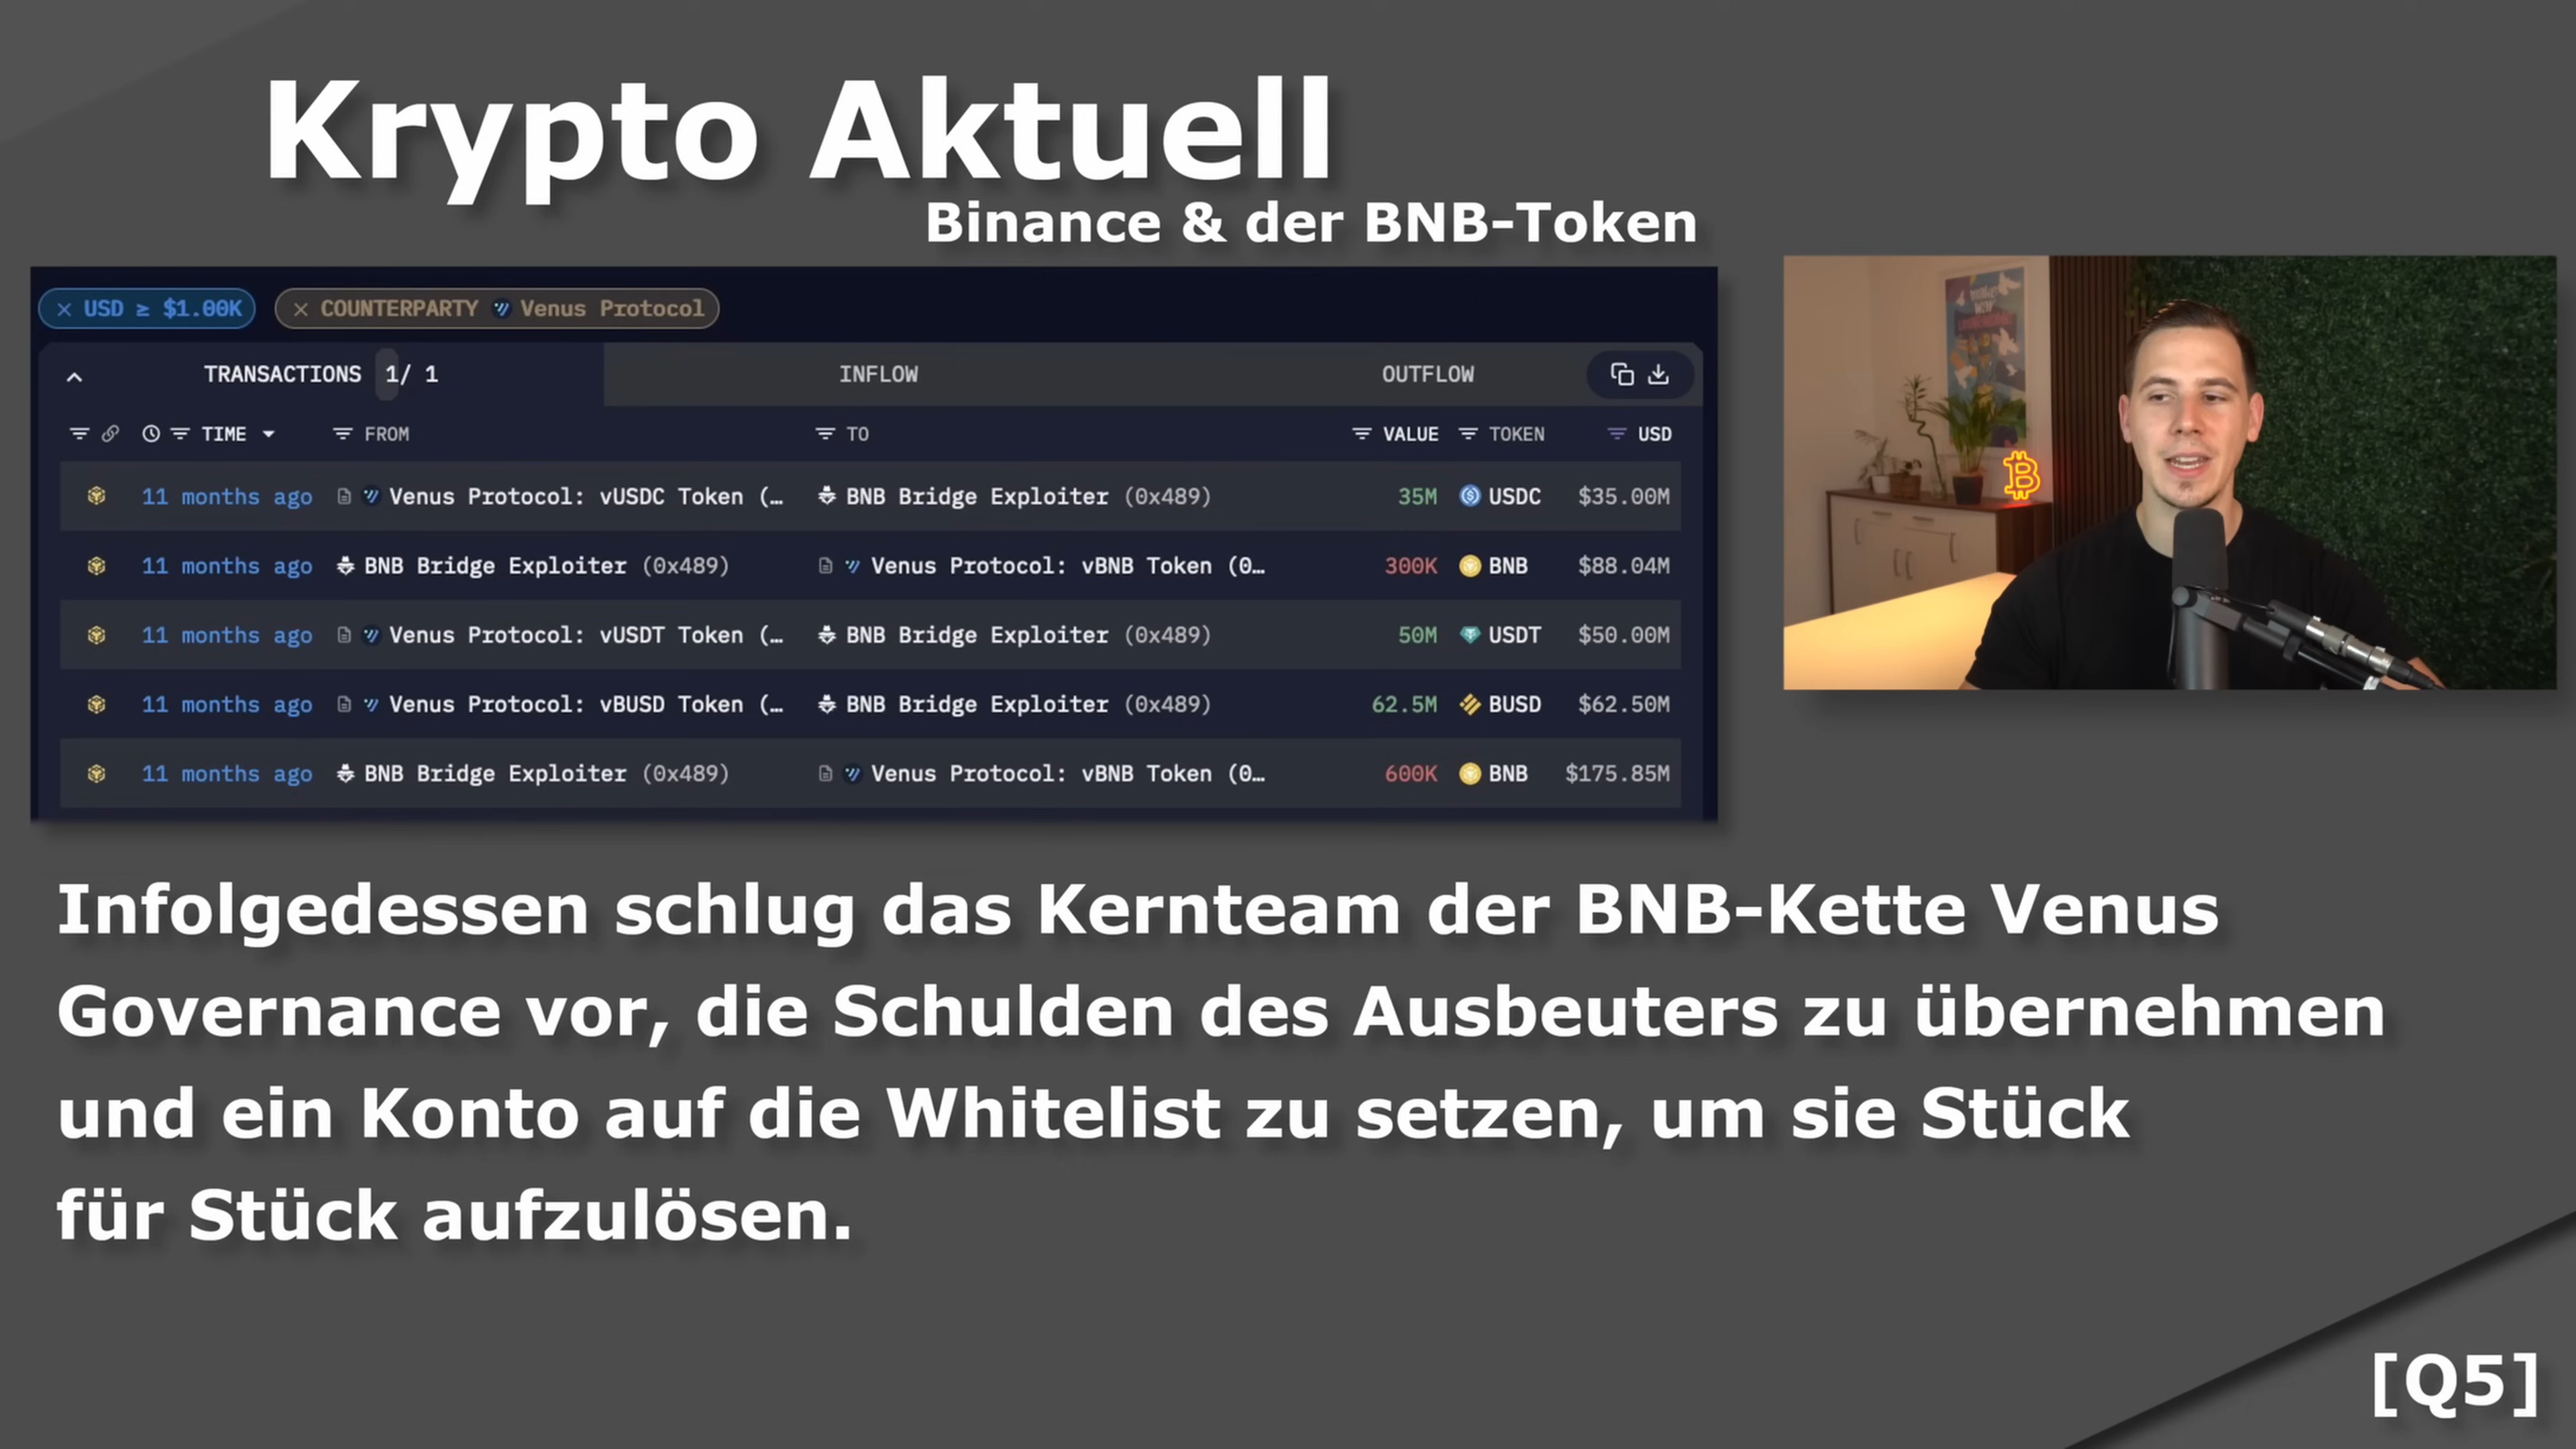 Krypto Aktuell
Binance & der BNB-Token
× USD ≥ $1.00K × COUNTERPARTY Venus Protocol
TRANSACTIONS 1/ 1 INFLOW OUTFLOW
TIME FROM TO VALUE TOKEN USD
11 months ago Venus Protocol: vUSDC Token (… BNB Bridge Exploiter (0x489) 35M USDC $35.00M
11 months ago BNB Bridge Exploiter (0x489) Venus Protocol: vBNB Token (0… 300K BNB $88.04M
11 months ago Venus Protocol: vUSDT Token (… BNB Bridge Exploiter (0x489) 50M USDT $50.00M
11 months ago Venus Protocol: vBUSD Token (… BNB Bridge Exploiter (0x489) 62.5M BUSD $62.50M
11 months ago BNB Bridge Exploiter (0x489) Venus Protocol: vBNB Token (0… 600K BNB $175.85M
Infolgedessen schlug das Kernteam der BNB-Kette Venus
Governance vor, die Schulden des Ausbeuters zu übernehmen
und ein Konto auf die Whitelist zu setzen, um sie Stück
für Stück aufzulösen.
[Q5]